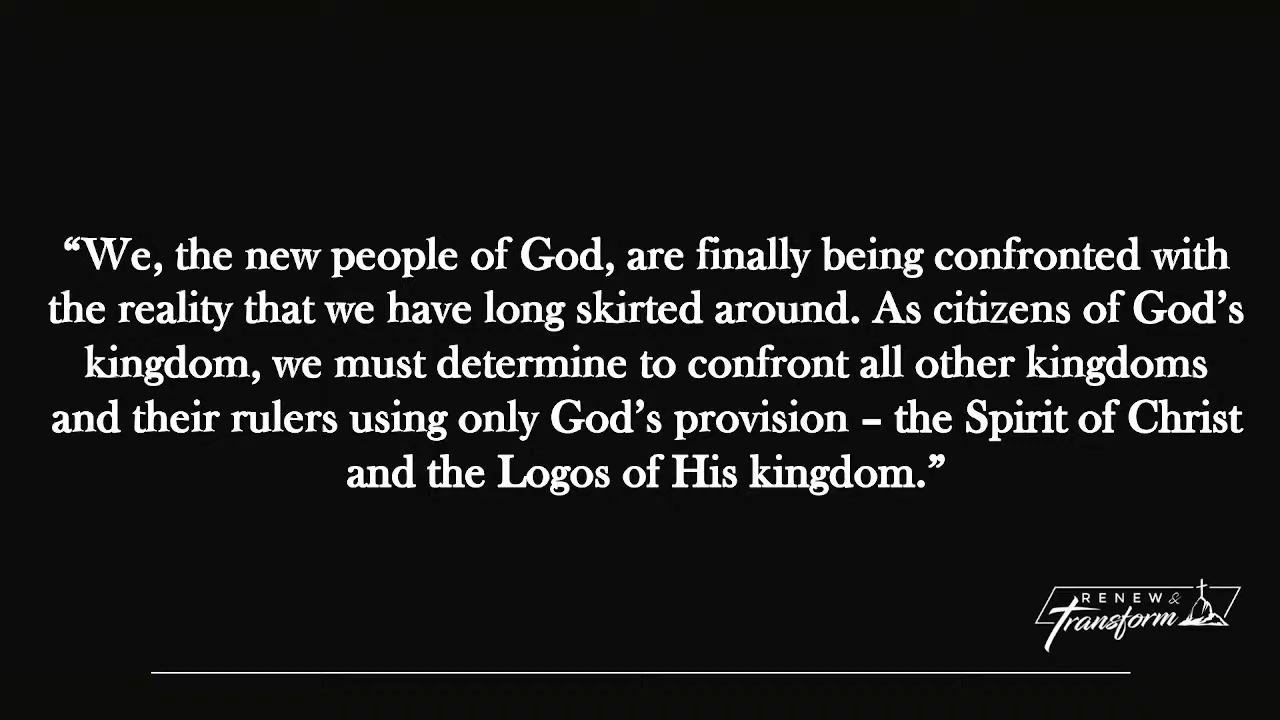 “We, the new people of God, are finally being confronted with
the reality that we have long skirted around. As citizens of God’s
kingdom, we must determine to confront all other kingdoms
and their rulers using only God’s provision – the Spirit of Christ
and the Logos of His kingdom.”
RENEW &
Transform